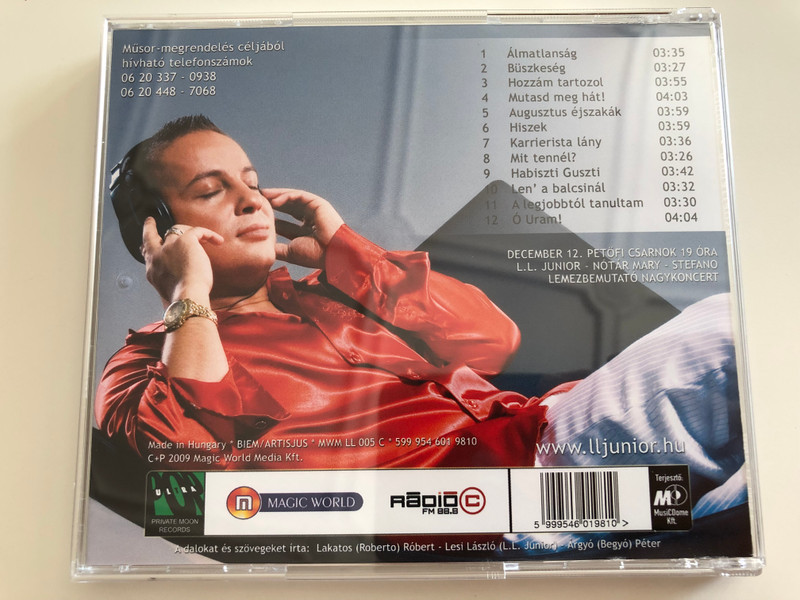 Műsor-megrendelés céljából
hívható telefonszámok
06 20 337 - 0938
06 20 448 - 7068
1 Álmatlanság 03:35
2 Büszkeség 03:27
3 Hozzám tartozol 03:55
4 Mutasd meg hát! 04:03
5 Augusztus éjszakák 03:59
6 Hiszek 03:59
7 Karrierista lány 03:36
8 Mit tennél? 03:26
9 Habiszti Guszti 03:42
10 Len' a balcsinál 03:32
11 A legjobbtól tanultam 03:30
12 Ó Uram! 04:04
DECEMBER 12. PETŐFI CSARNOK 19 ÓRA
L.L. JUNIOR - NÓTÁR MARY - STEFANO
LEMEZBEMUTATÓ NAGYKONCERT
Made in Hungary * BIEM/ARTISJUS * MWM LL 005 C * 599 954 601 9810
C+P 2009 Magic World Media Kft.
www.lljunior.hu
ULTRA
PRIVATE MOON
RECORDS
M MAGIC WORLD
RÁDIÓ C
FM 88.8
5 999546 019810 >
Terjesztő:
MusiCDome
Kft.
A dalokat és szövegeket írta: Lakatos (Roberto) Róbert - Lesi László (L.L. Junior) - Argyó (Begyó) Péter